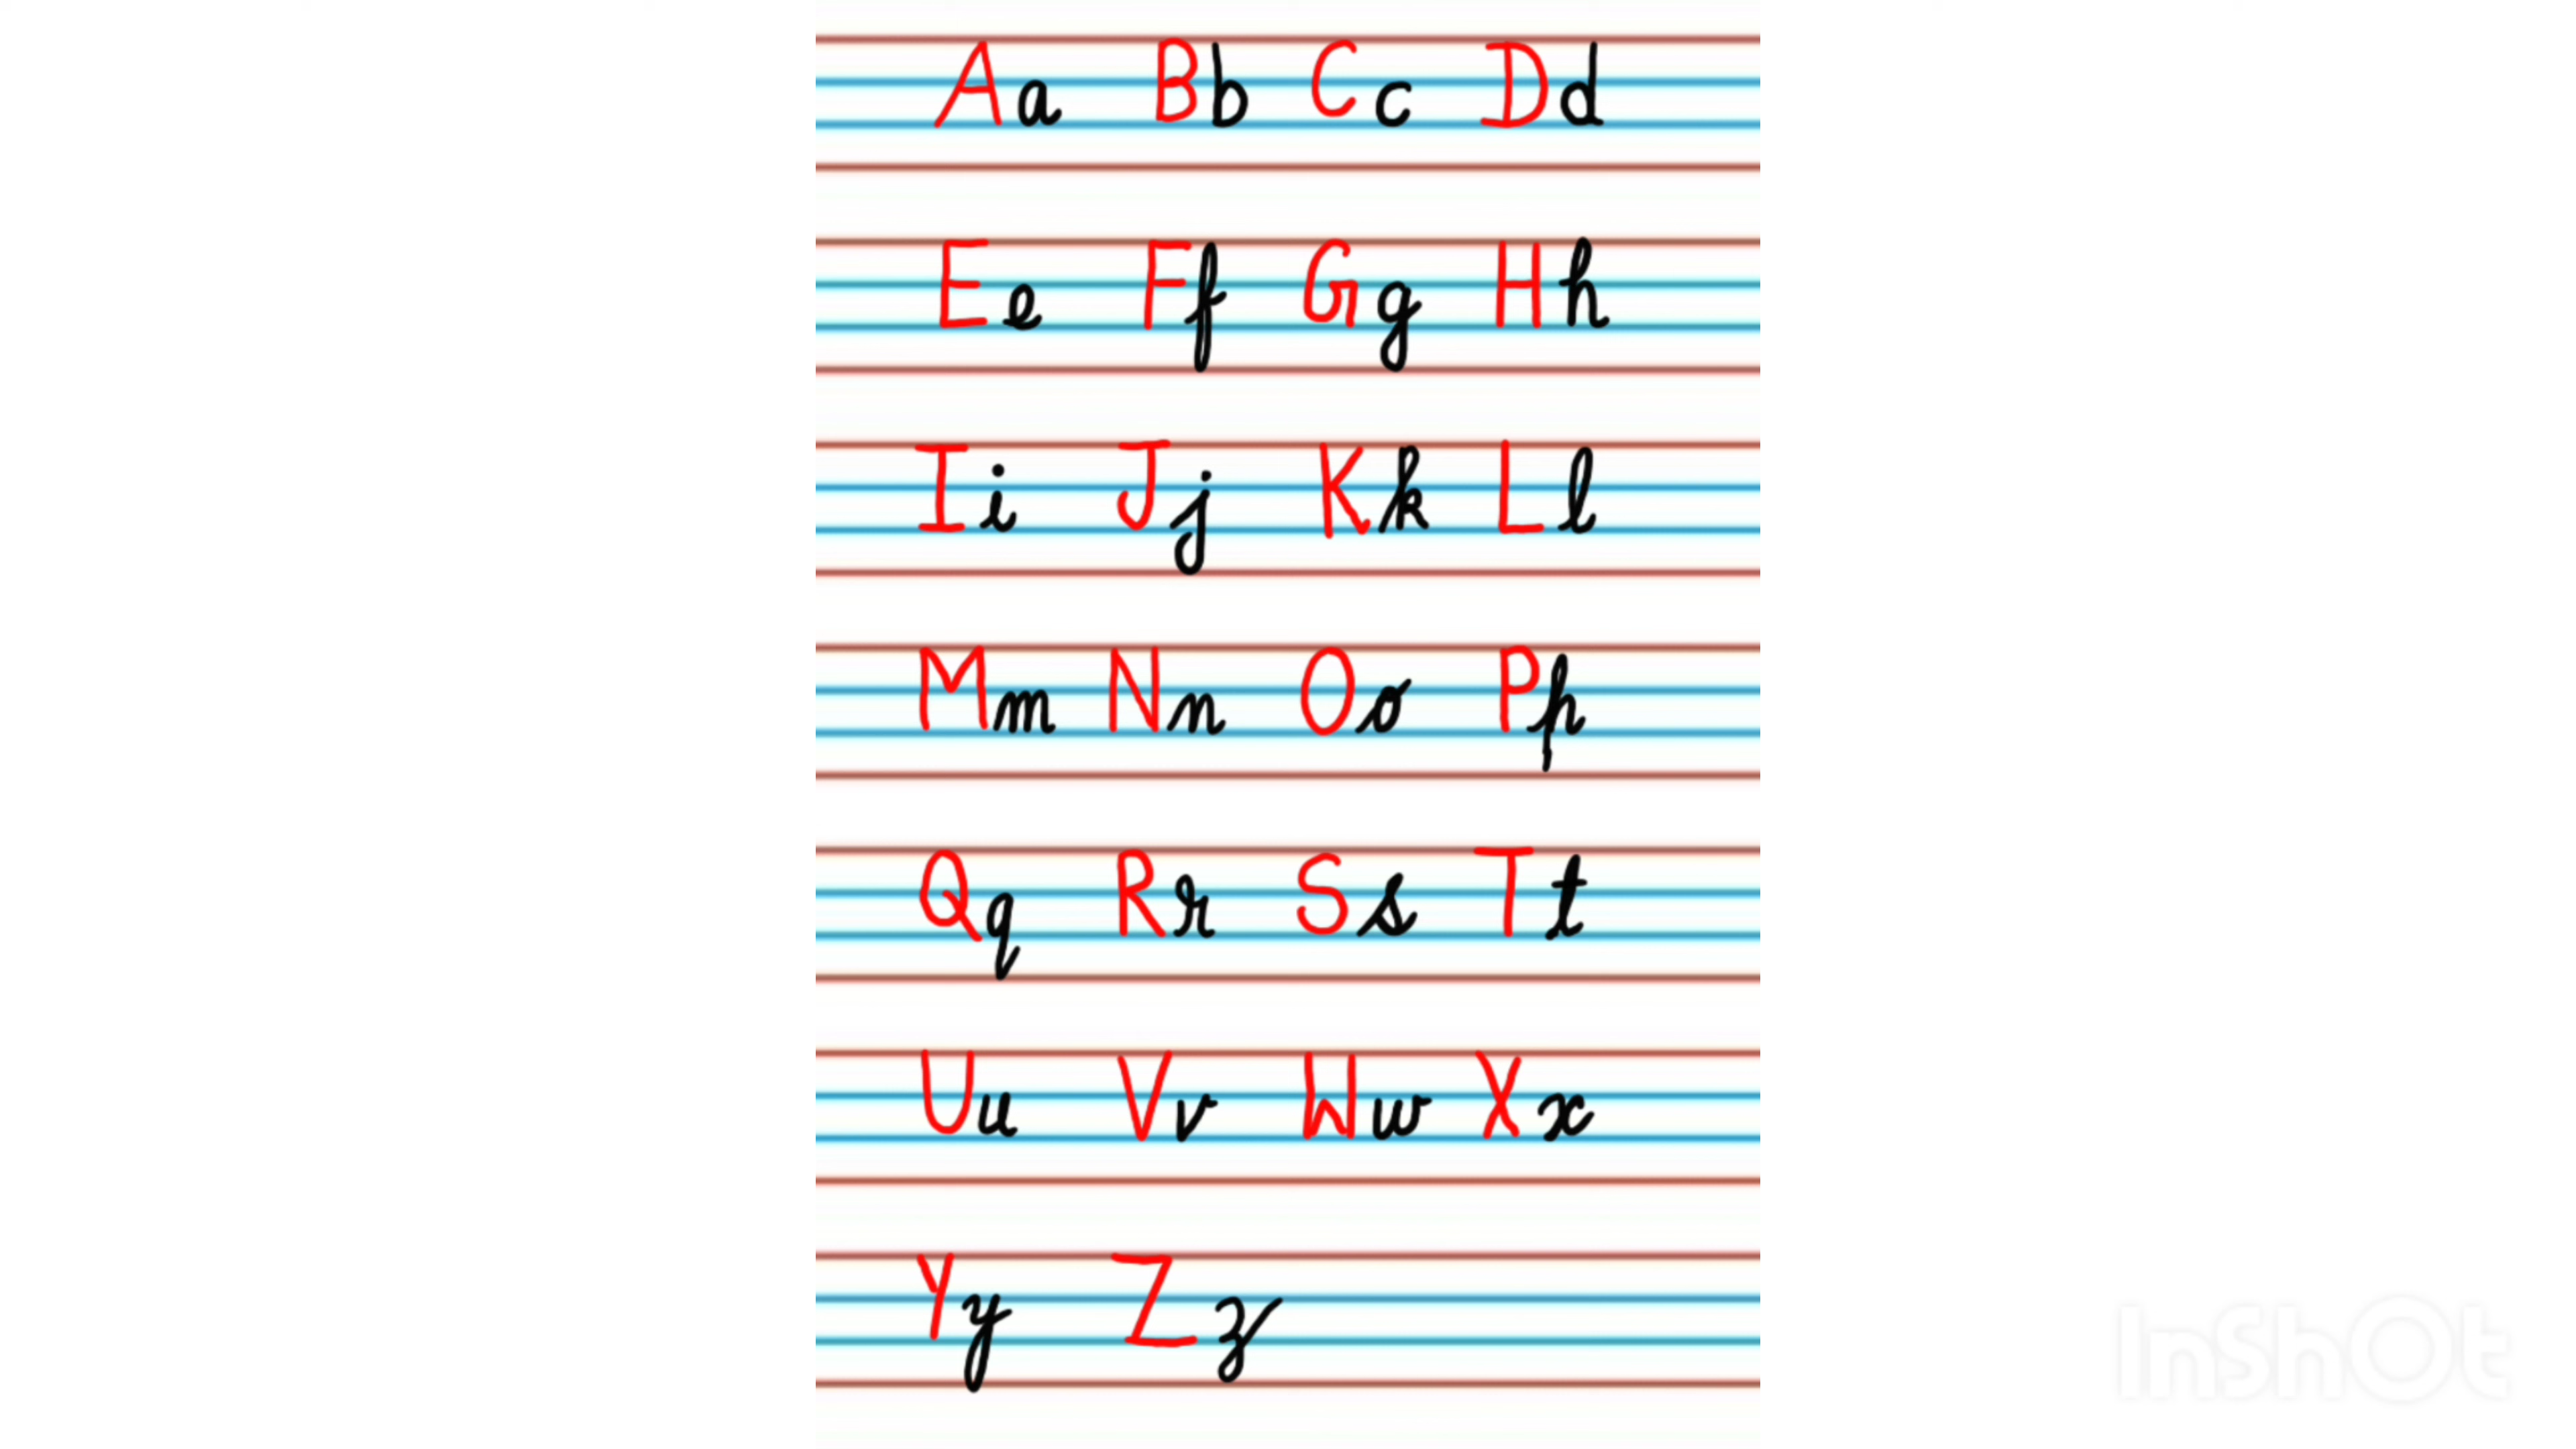 Aa Bb Cc Dd
Ee Ff Gg Hh
Ii Jj Kk Ll
Mm Nn Oo Pp
Qq Rr Ss Tt
Uu Vv Ww Xx
Yy Zz
InShOt